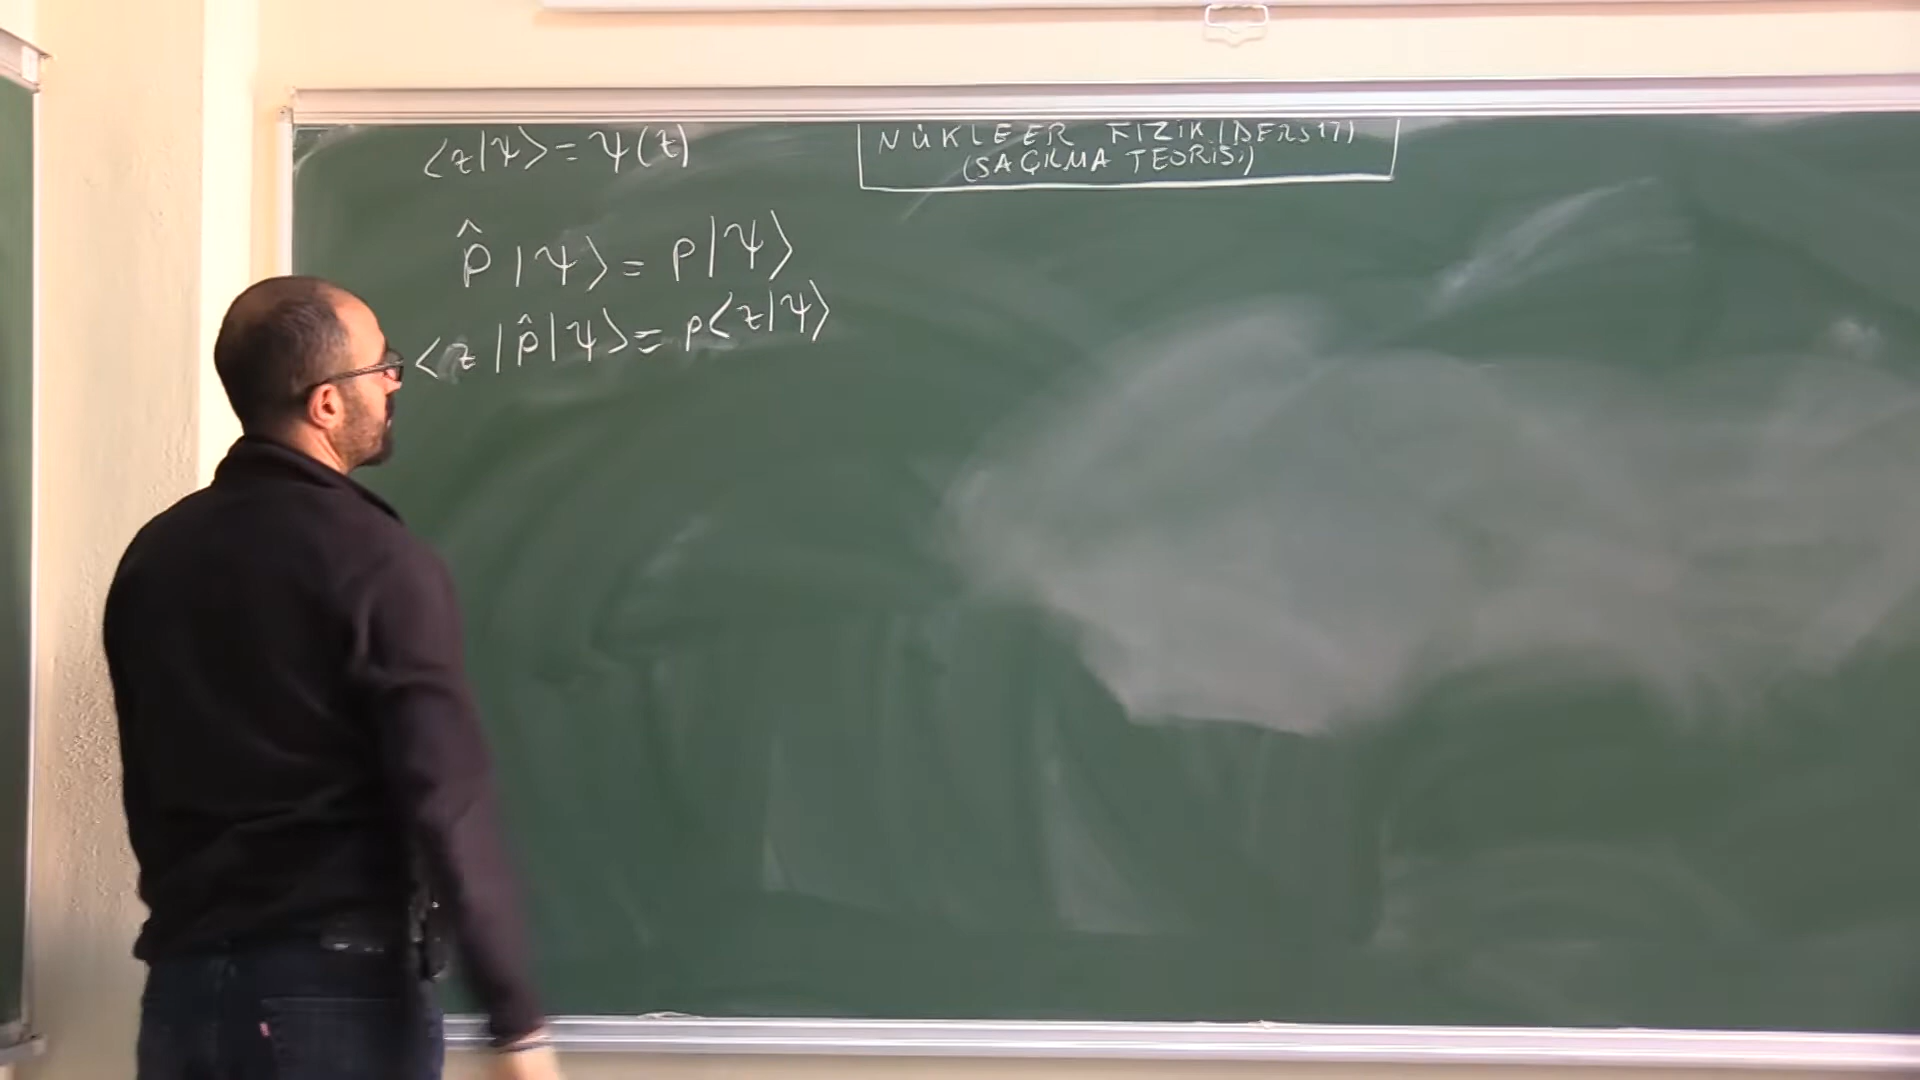 ⟨z|ψ⟩ = ψ(z)
NÜKLEER FİZİK (DERS 17)
(SAÇILMA TEORİSİ)
p̂ |ψ⟩ = p|ψ⟩
⟨z|p̂|ψ⟩ = p⟨z|ψ⟩